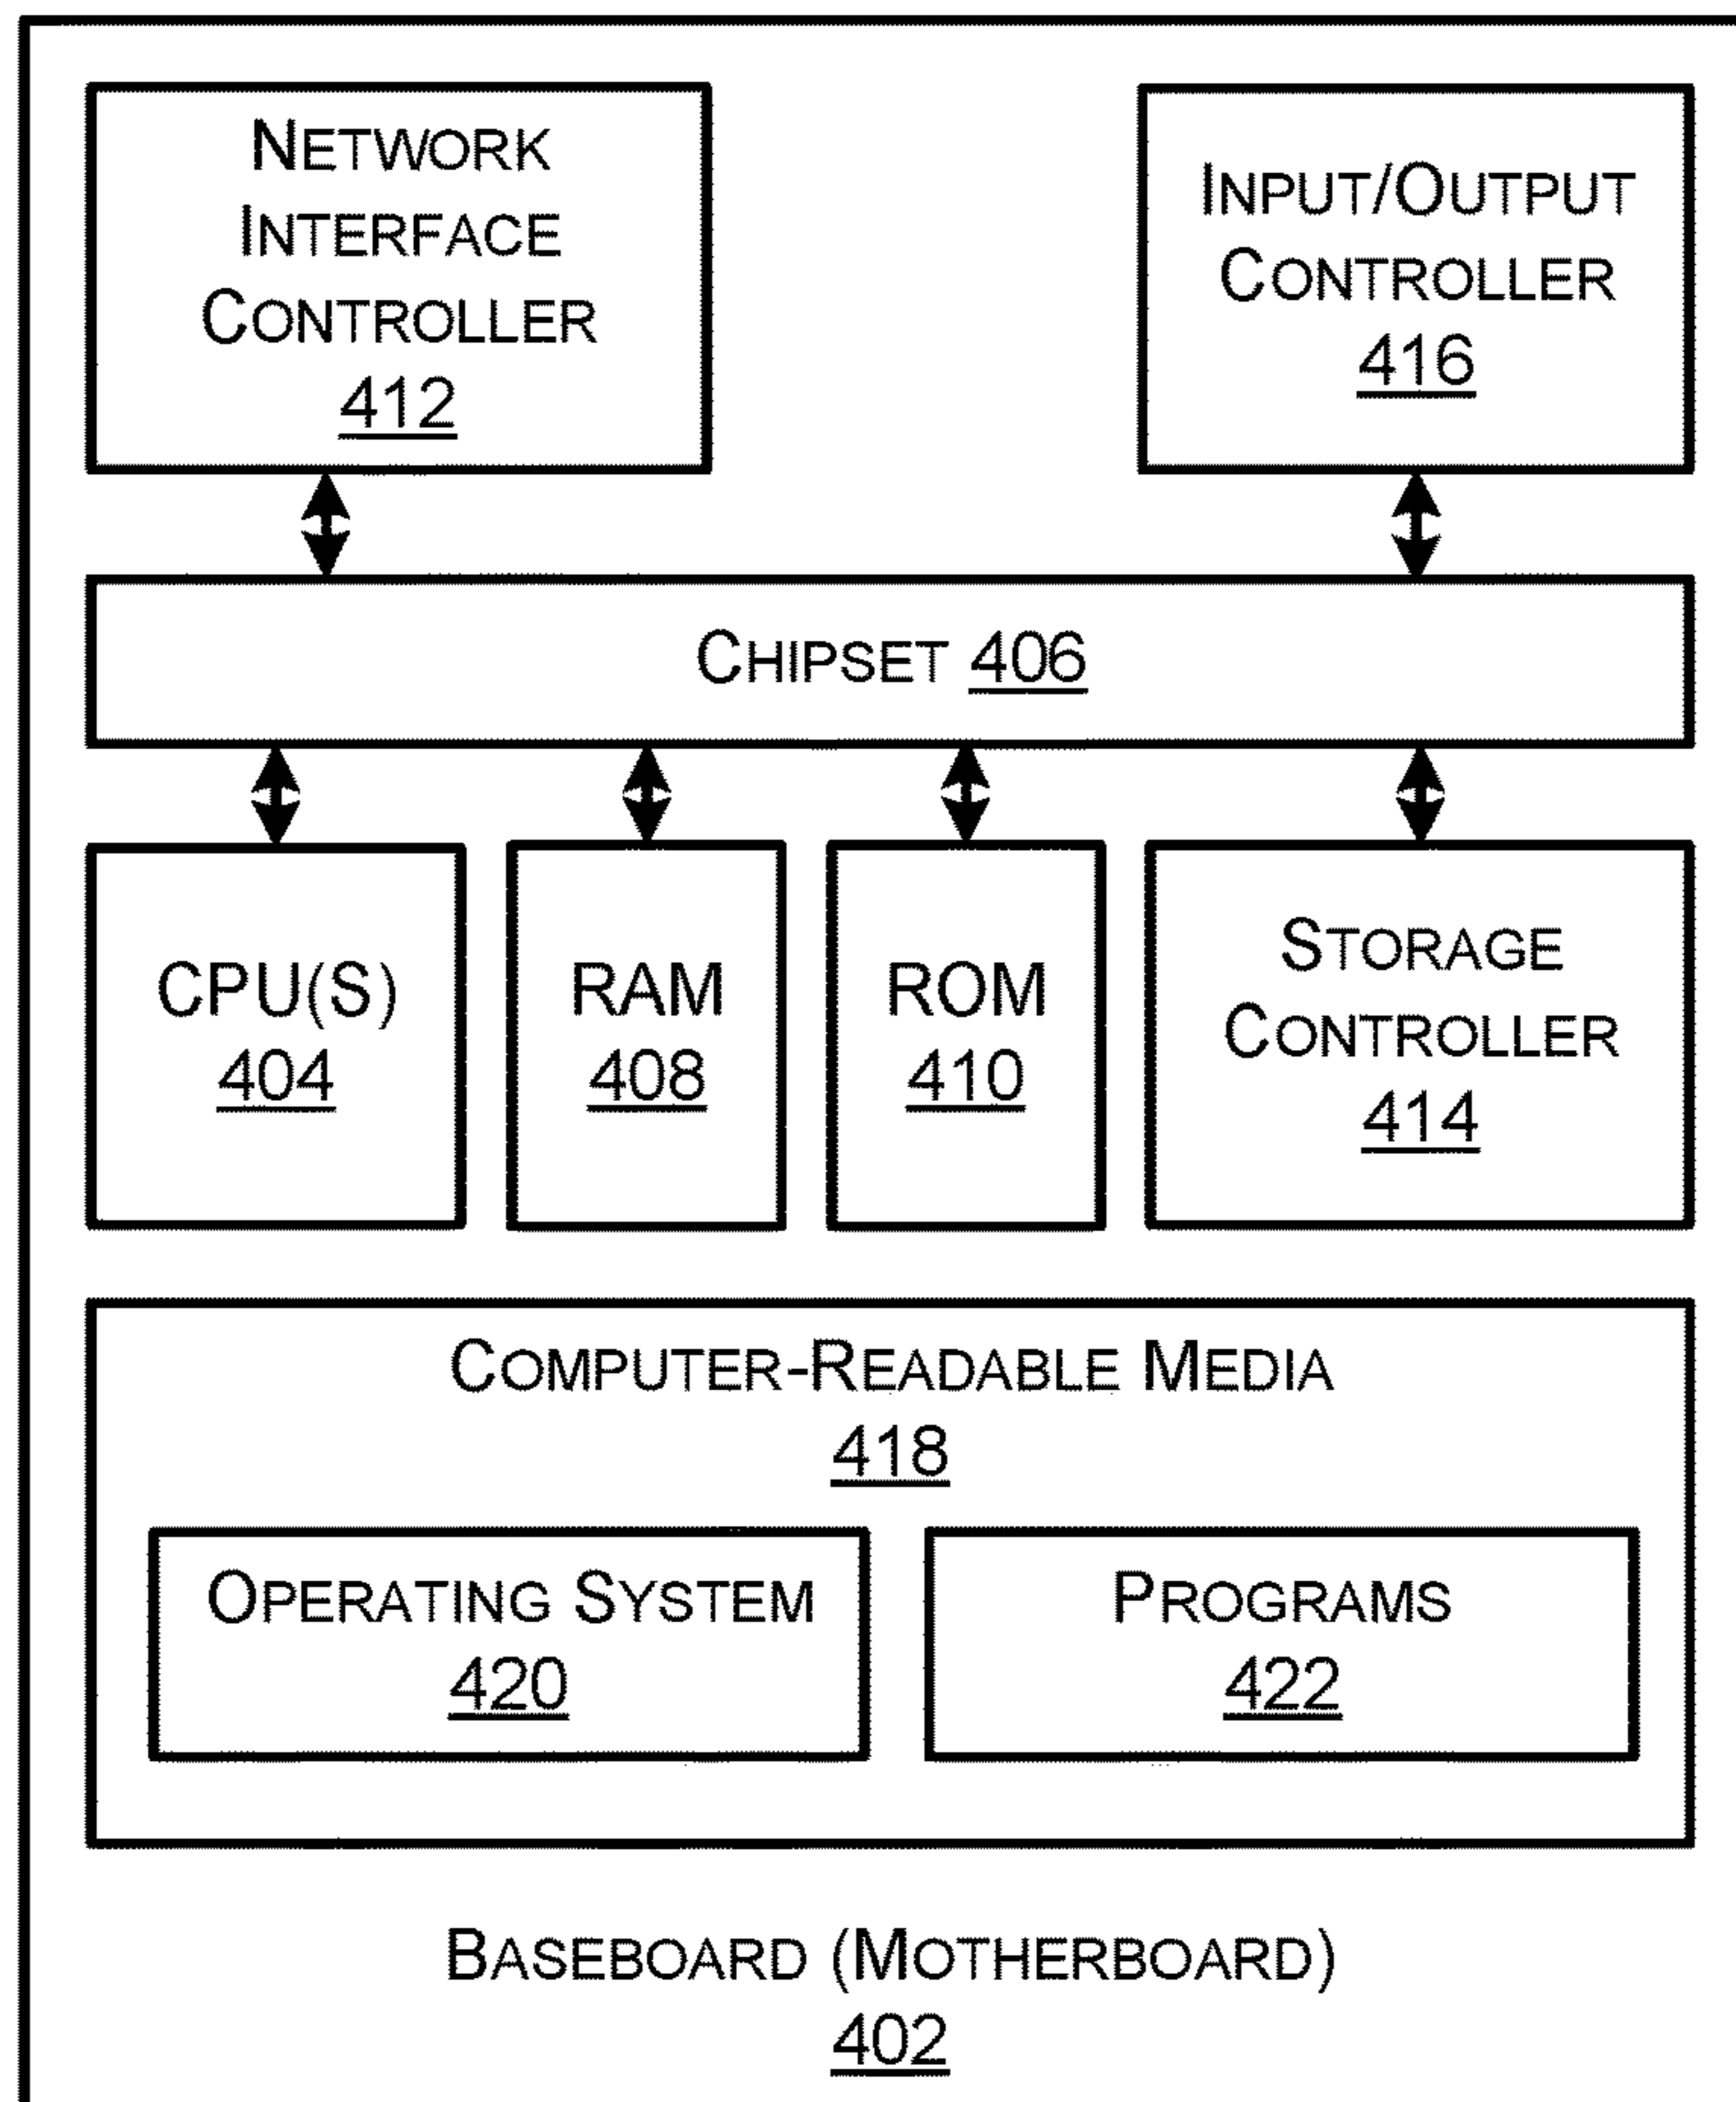 NETWORK
INTERFACE
CONTROLLER
412
INPUT/OUTPUT
CONTROLLER
416
CHIPSET 406
CPU(S)
404
RAM
408
ROM
410
STORAGE
CONTROLLER
414
COMPUTER-READABLE MEDIA
418
OPERATING SYSTEM
420
PROGRAMS
422
BASEBOARD (MOTHERBOARD)
402